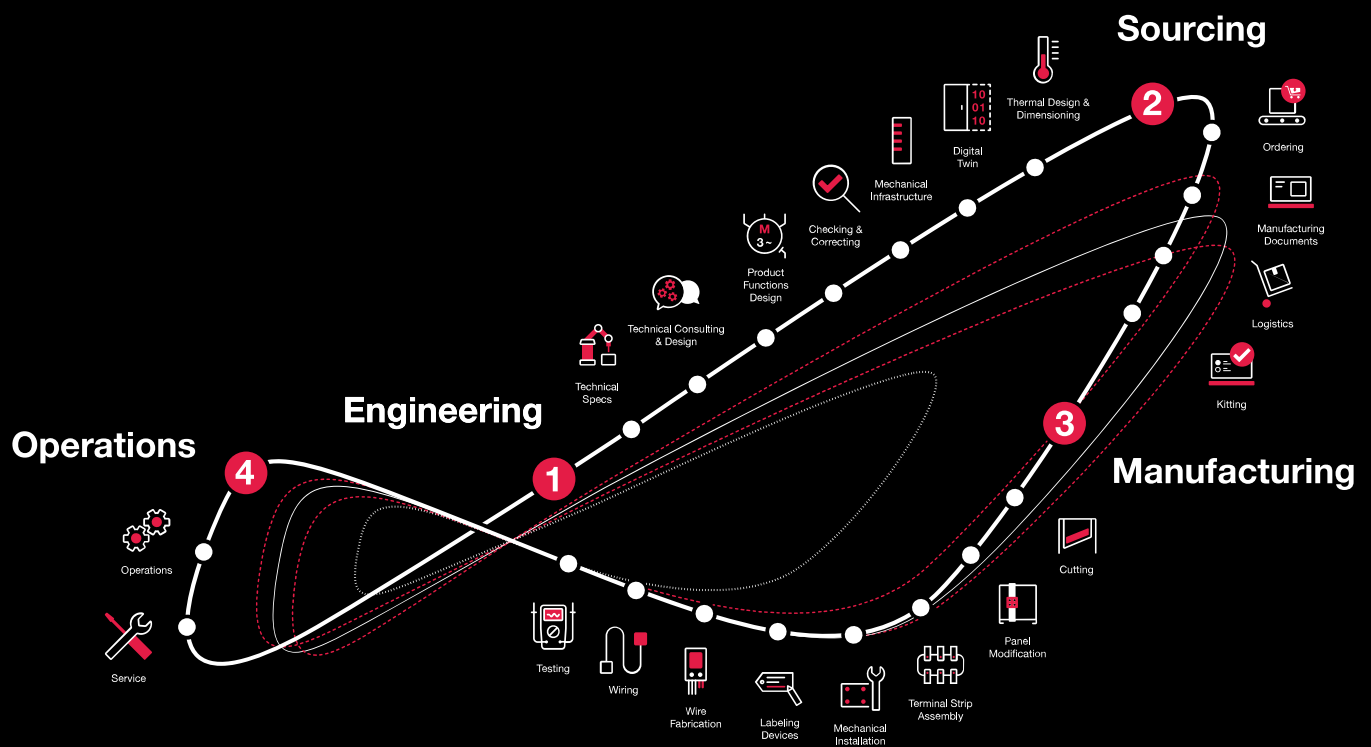 Sourcing
2
Thermal Design &
Dimensioning
10
01
10
Digital
Twin
Mechanical
Infrastructure
Checking &
Correcting
M
3~
Product
Functions
Design
Technical Consulting
& Design
Technical
Specs
Engineering
1
Ordering
Manufacturing
Documents
Logistics
Kitting
3
Manufacturing
Cutting
Panel
Modification
Terminal Strip
Assembly
Mechanical
Installation
Labeling
Devices
Wire
Fabrication
Wiring
Testing
Operations
4
Operations
Service